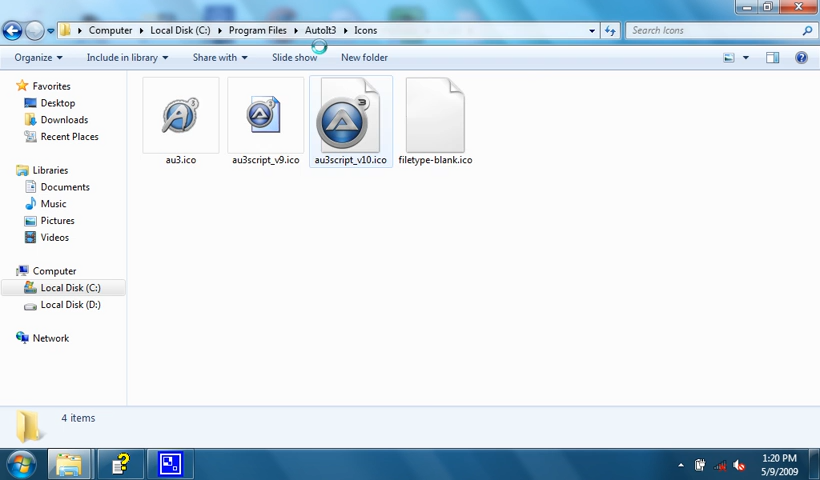 Computer Local Disk (C:) Program Files AutoIt3 Icons Search Icons
Organize Include in library Share with Slide show New folder
Favorites
Desktop
Downloads
Recent Places
Libraries
Documents
Music
Pictures
Videos
Computer
Local Disk (C:)
Local Disk (D:)
Network
au3.ico au3script_v9.ico au3script_v10.ico filetype-blank.ico
4 items
1:20 PM
5/9/2009